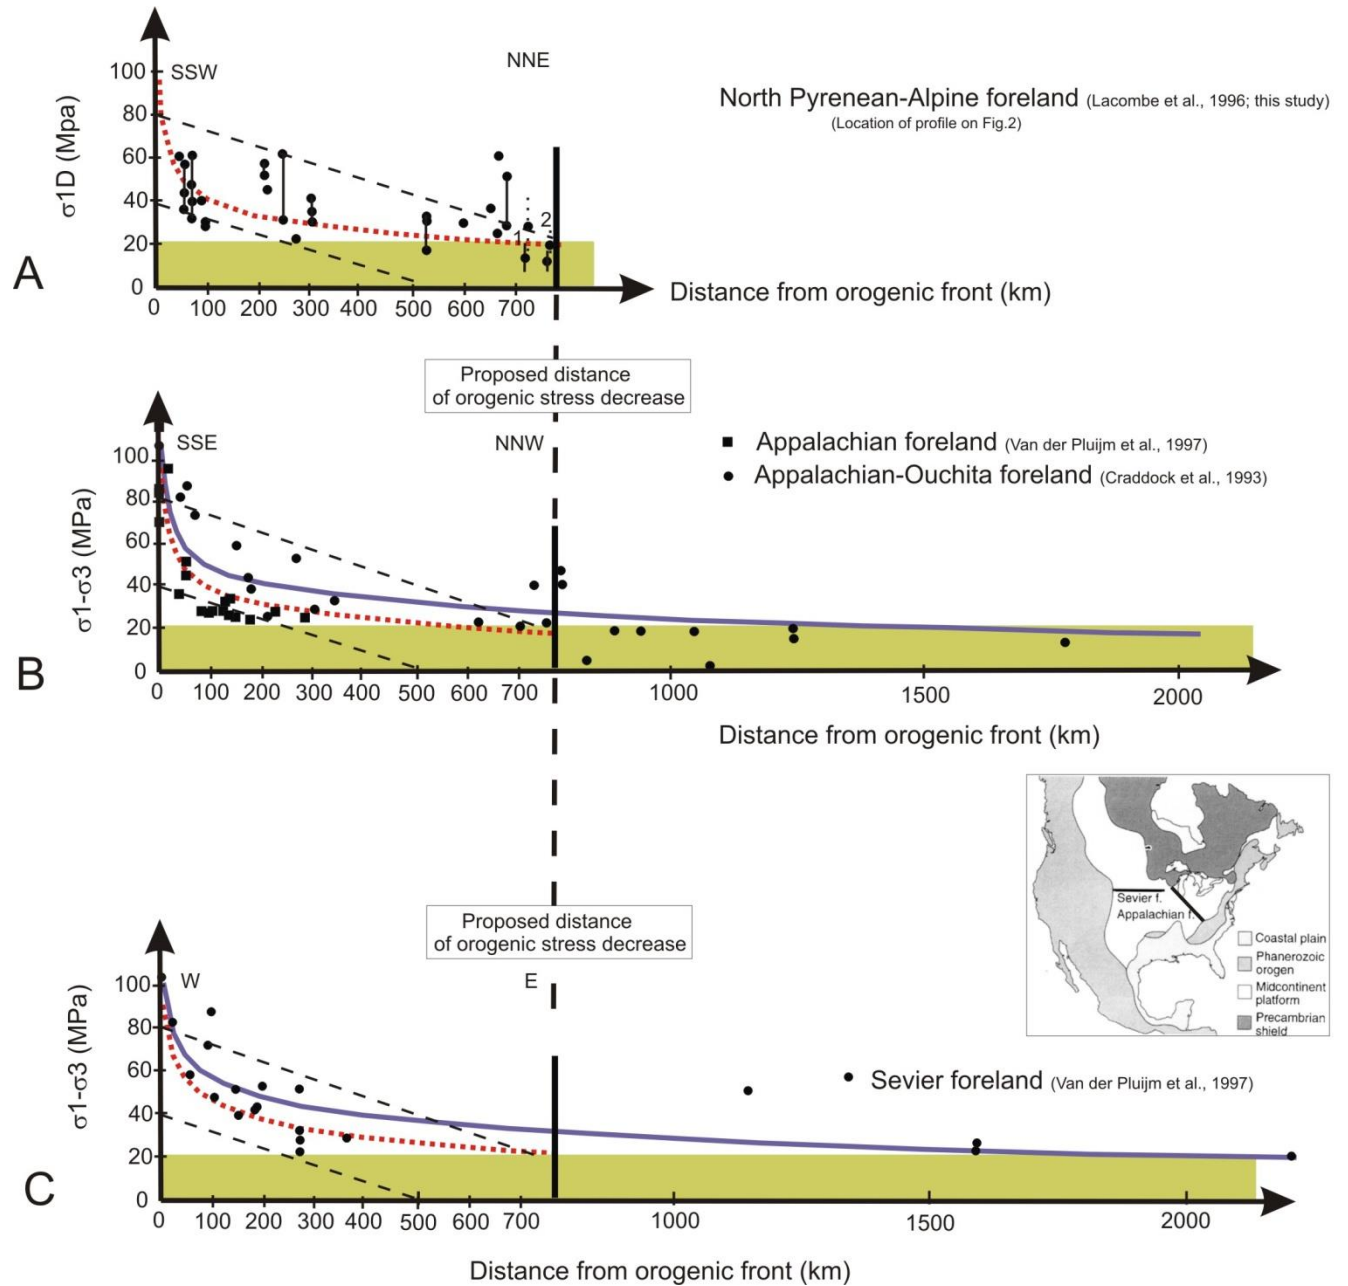 100
80
60
40
20
0
σ1D (Mpa)
SSW
NNE
1
2
A
0
100
200
300
400
500
600
700
Distance from orogenic front (km)
North Pyrenean-Alpine foreland (Lacombe et al., 1996; this study)
(Location of profile on Fig.2)
Proposed distance
of orogenic stress decrease
100
80
60
40
20
0
σ1-σ3 (MPa)
SSE
NNW
Appalachian foreland (Van der Pluijm et al., 1997)
Appalachian-Ouchita foreland (Craddock et al., 1993)
B
0
100
200
300
400
500
600
700
1000
1500
2000
Distance from orogenic front (km)
Sevier f.
Appalachian f.
Coastal plain
Phanerozoic
orogen
Midcontinent
platform
Precambrian
shield
Proposed distance
of orogenic stress decrease
100
80
60
40
20
0
σ1-σ3 (MPa)
W
E
Sevier foreland (Van der Pluijm et al., 1997)
C
0
100
200
300
400
500
600
700
1000
1500
2000
Distance from orogenic front (km)